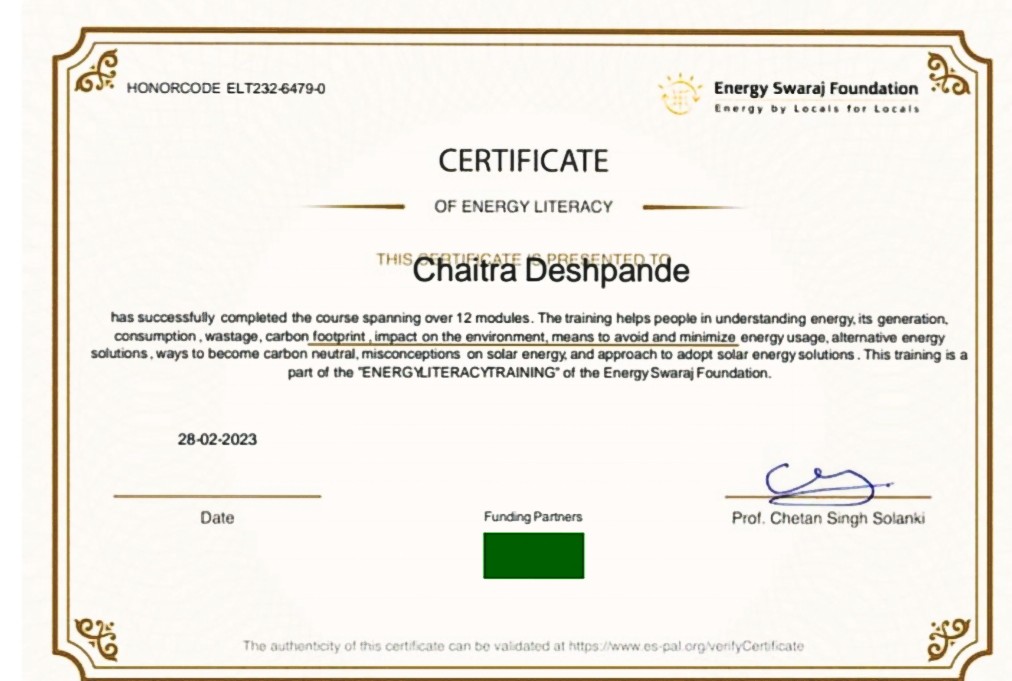 HONORCODE ELT232-6479-0
Energy Swaraj Foundation
Energy by Locals for Locals
CERTIFICATE
OF ENERGY LITERACY
THIS CERTIFICATE IS PRESENTED TO
Chaitra Deshpande
has successfully completed the course spanning over 12 modules. The training helps people in understanding energy, its generation,
consumption , wastage, carbon footprint , impact on the environment, means to avoid and minimize energy usage, alternative energy
solutions , ways to become carbon neutral, misconceptions on solar energy, and approach to adopt solar energy solutions . This training is a
part of the "ENERGYLITERACYTRAINING" of the Energy Swaraj Foundation.
28-02-2023
Date
Funding Partners
Prof. Chetan Singh Solanki
The authenticity of this certificate can be validated at https://www.es-pal.org/verifyCertificate